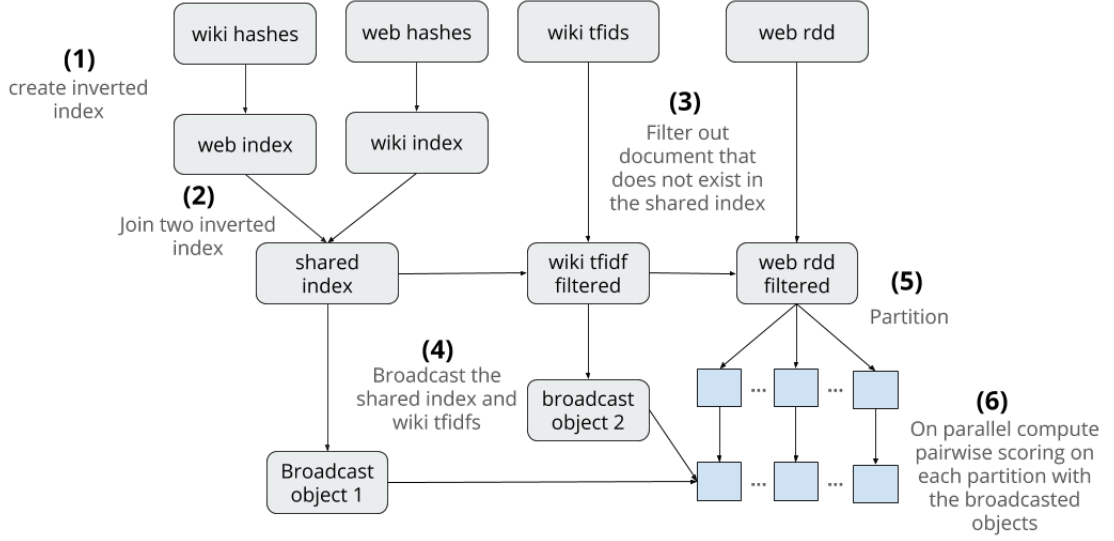 wiki hashes
web hashes
wiki tfids
web rdd
(1)
create inverted
index
web index
wiki index
(3)
Filter out
document that
does not exist in
the shared index
(2)
Join two inverted
index
shared
index
wiki tfidf
filtered
web rdd
filtered
(5)
Partition
(4)
Broadcast the
shared index and
wiki tfidfs
broadcast
object 2
... ...
(6)
On parallel compute
pairwise scoring on
each partition with
the broadcasted
objects
Broadcast
object 1
... ...